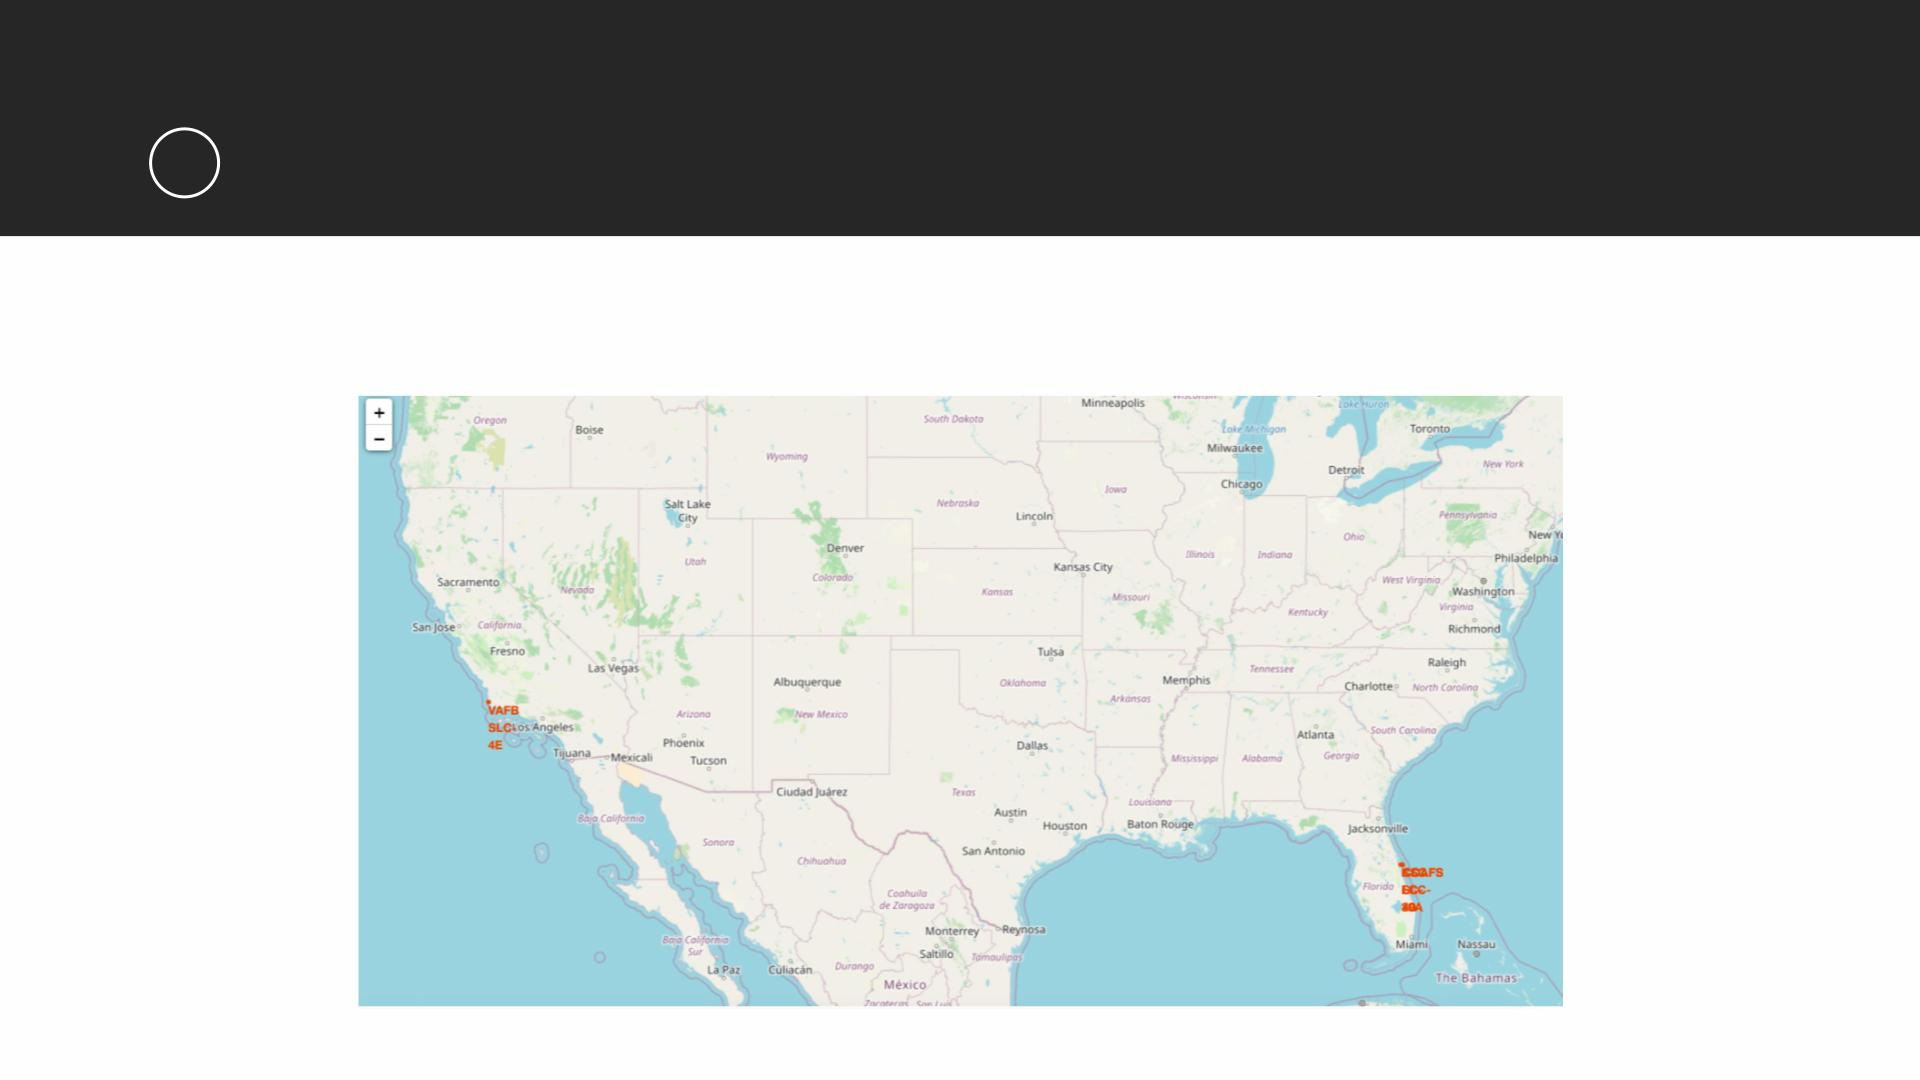 +
−
Minneapolis
Wisconsin
Lake Huron
Oregon
South Dakota
Boise
Lake Michigan
Toronto
Milwaukee
Wyoming
New York
Detroit
Chicago
Iowa
Nebraska
Salt Lake
City
Lincoln
Pennsylvania
Ohio
New Y
Denver
Illinois
Indiana
Philadelphia
Utah
Kansas City
Colorado
Sacramento
West Virginia
Nevada
Kansas
Washington
Missouri
Virginia
Kentucky
San Jose
California
Richmond
Fresno
Tulsa
Las Vegas
Raleigh
Tennessee
Albuquerque
Oklahoma
Memphis
Charlotte
North Carolina
Arkansas
VAFB
SLC-
4E
Los Angeles
Arizona
New Mexico
Phoenix
Dallas
Atlanta
South Carolina
Tijuana
Mexicali
Tucson
Mississippi
Alabama
Georgia
Ciudad Juárez
Texas
Louisiana
Austin
Baja California
Houston
Baton Rouge
Jacksonville
Sonora
San Antonio
Chihuahua
Florida
Coahuila
de Zaragoza
Monterrey
Reynosa
Baja California
Sur
Saltillo
Tamaulipas
Miami
Nassau
La Paz
Culiacán
Durango
The Bahamas
México
Zacatecas
San Luis